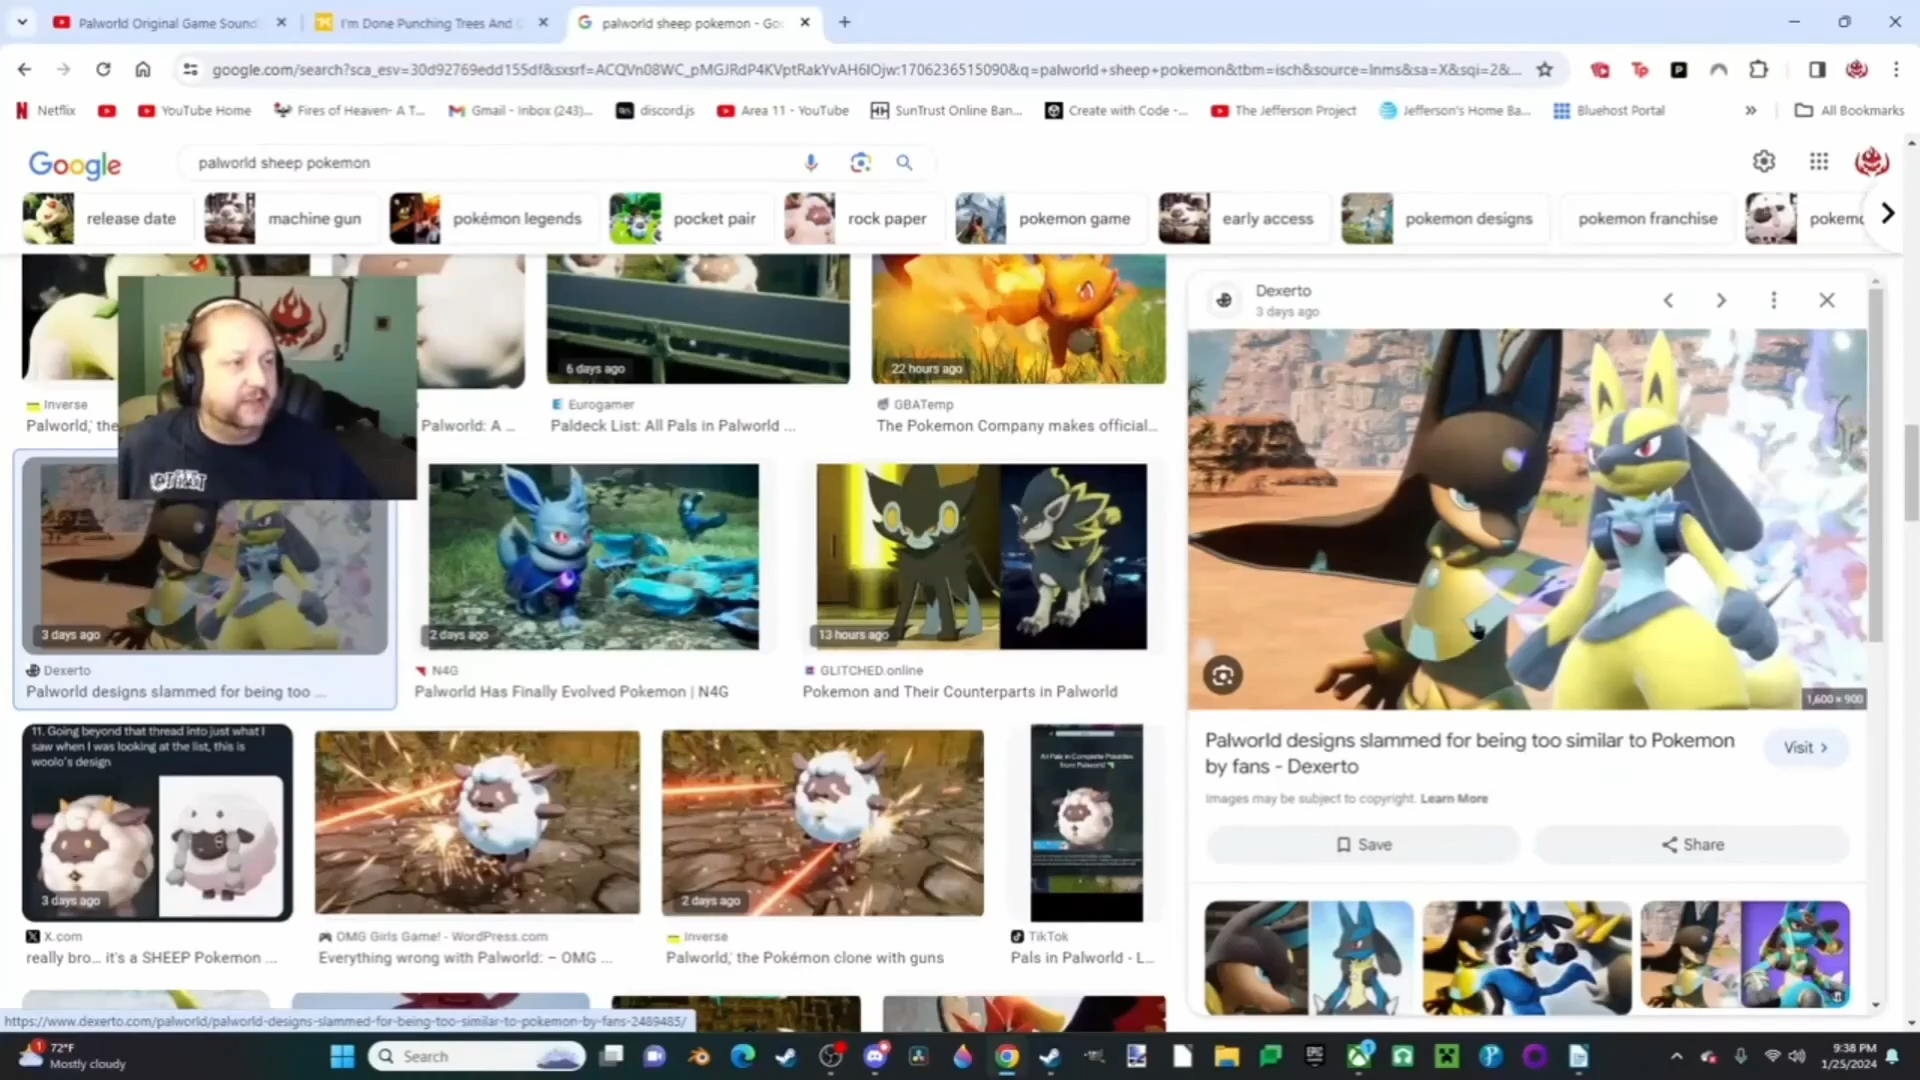 Palworld Original Game Sound
I'm Done Punching Trees And
palworld sheep pokemon - Go
google.com/search?sca_esv=30d92769edd155df&sxsrf=ACQVn08WC_pMGJRdP4KVptRakYvAH6IOjw:1706236515090&q=palworld+sheep+pokemon&tbm=isch&source=lnms&sa=X&sqi=2&...
Netflix
YouTube Home
Fires of Heaven- A T...
Gmail - Inbox (243)...
discord.js
Area 11 - YouTube
SunTrust Online Ban...
Create with Code -...
The Jefferson Project
Jefferson's Home Ba...
Bluehost Portal
All Bookmarks
Google
palworld sheep pokemon
release date
machine gun
pokémon legends
pocket pair
rock paper
pokemon game
early access
pokemon designs
pokemon franchise
pokemo
6 days ago
22 hours ago
Inverse
Palworld,' the
Palworld: A ...
Eurogamer
Paldeck List: All Pals in Palworld ...
GBATemp
The Pokemon Company makes official...
Dexerto
3 days ago
3 days ago
Dexerto
Palworld designs slammed for being too ...
2 days ago
N4G
Palworld Has Finally Evolved Pokemon | N4G
13 hours ago
GLITCHED.online
Pokemon and Their Counterparts in Palworld
1,600 × 900
Palworld designs slammed for being too similar to Pokemon
by fans - Dexerto
Visit
Images may be subject to copyright. Learn More
Save
Share
11. Going beyond that thread into just what I
saw when I was looking at the list, this is
woolo's design
3 days ago
X.com
really bro... it's a SHEEP Pokemon ...
OMG Girls Game! - WordPress.com
Everything wrong with Palworld: – OMG ...
2 days ago
Inverse
Palworld,' the Pokémon clone with guns
TikTok
Pals in Palworld - L...
https://www.dexerto.com/palworld/palworld-designs-slammed-for-being-too-similar-to-pokemon-by-fans-2489485/
72°F
Mostly cloudy
Search
9:38 PM
1/25/2024